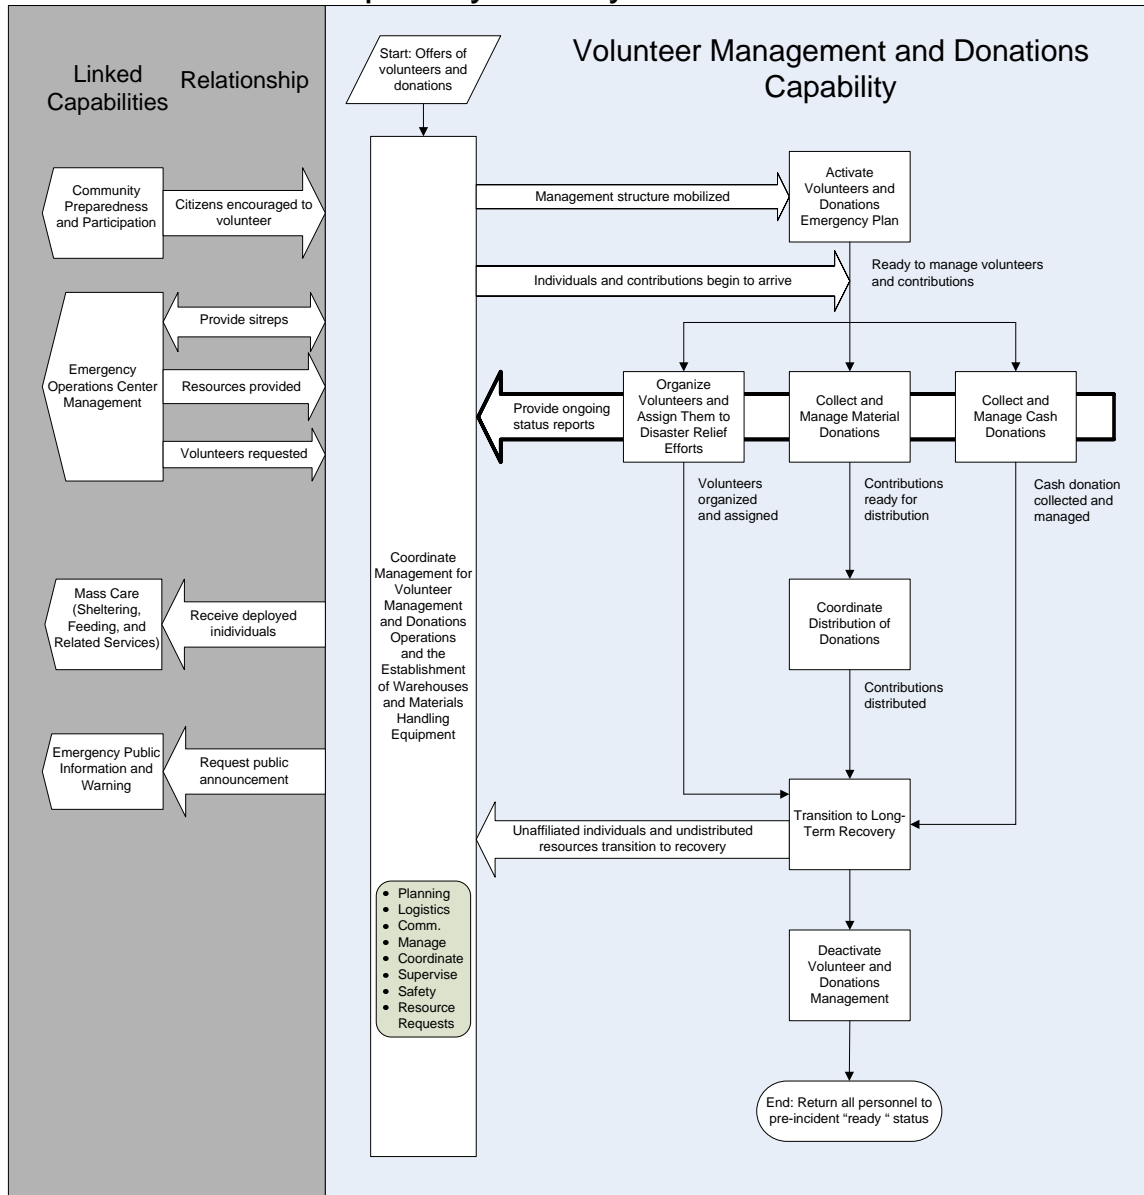 Linked
Capabilities
Relationship
Start: Offers of
volunteers and
donations
Volunteer Management and Donations
Capability
Community
Preparedness
and Participation
Citizens encouraged to
volunteer
Management structure mobilized
Activate
Volunteers and
Donations
Emergency Plan
Individuals and contributions begin to arrive
Ready to manage volunteers
and contributions
Provide sitreps
Emergency
Operations Center
Management
Resources provided
Volunteers requested
Provide ongoing
status reports
Organize
Volunteers and
Assign Them to
Disaster Relief
Efforts
Collect and
Manage Material
Donations
Collect and
Manage Cash
Donations
Volunteers
organized
and assigned
Contributions
ready for
distribution
Cash donation
collected and
managed
Coordinate
Management for
Volunteer
Management
and Donations
Operations
and the
Establishment
of Warehouses
and Materials
Handling
Equipment
Mass Care
(Sheltering,
Feeding, and
Related Services)
Receive deployed
inidividuals
Coordinate
Distribution of
Donations
Contributions
distributed
Emergency Public
Information and
Warning
Request public
announcement
Transition to Long-
Term Recovery
Unaffiliated individuals and undistributed
resources transition to recovery
• Planning
• Logistics
• Comm.
• Manage
• Coordinate
• Supervise
• Safety
• Resource
Requests
Deactivate
Volunteer and
Donations
Management
End: Return all personnel to
pre-incident “ready “ status